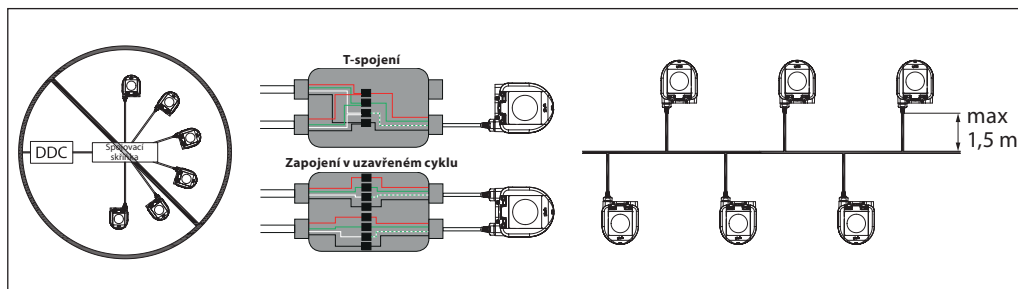 DDC
Spojovací
skříňka
T-spojení
Zapojení v uzavřeném cyklu
max
1,5 m